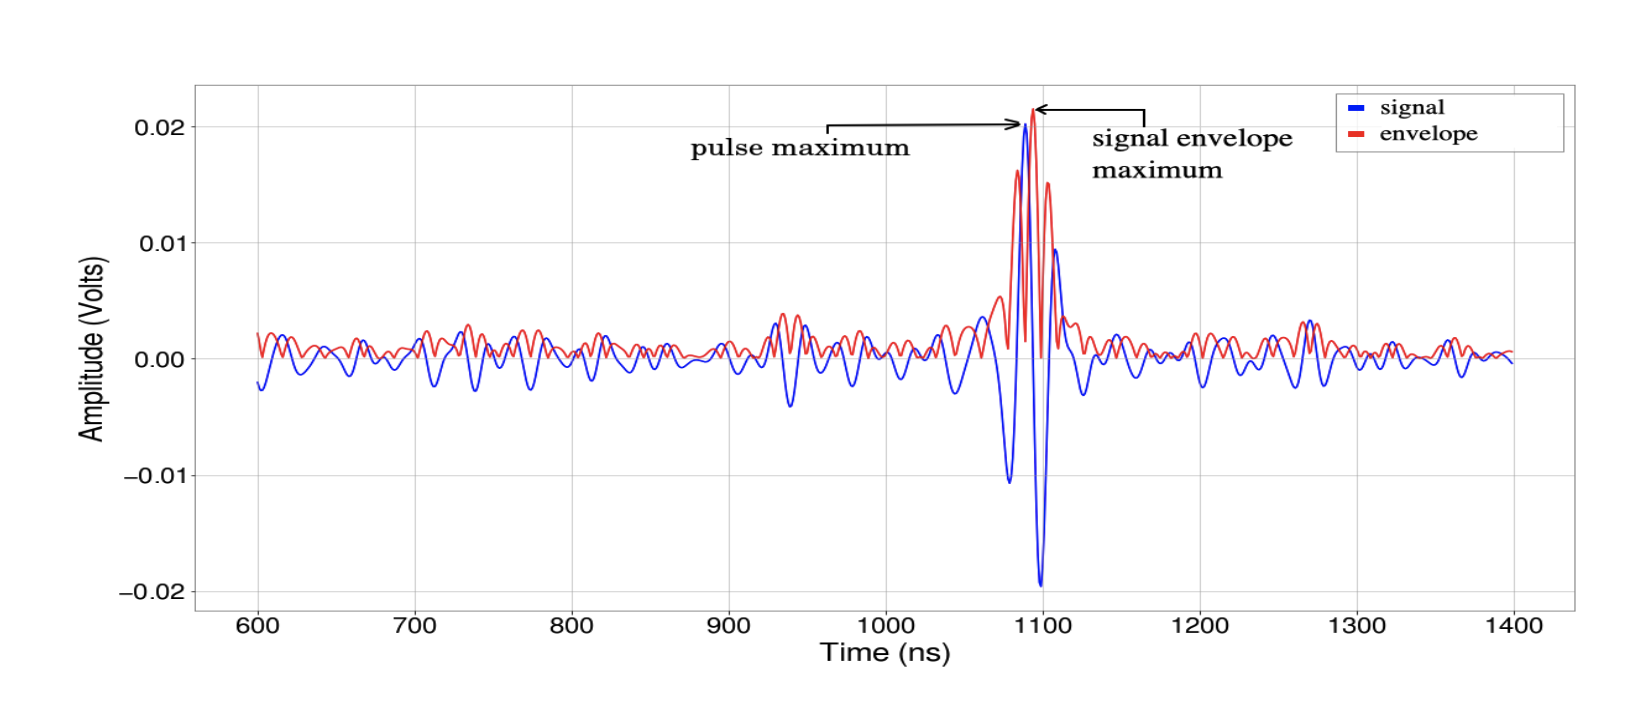 signal
envelope
pulse maximum
signal envelope
maximum
0.02
0.01
0.00
−0.01
−0.02
Amplitude (Volts)
600 700 800 900 1000 1100 1200 1300 1400
Time (ns)